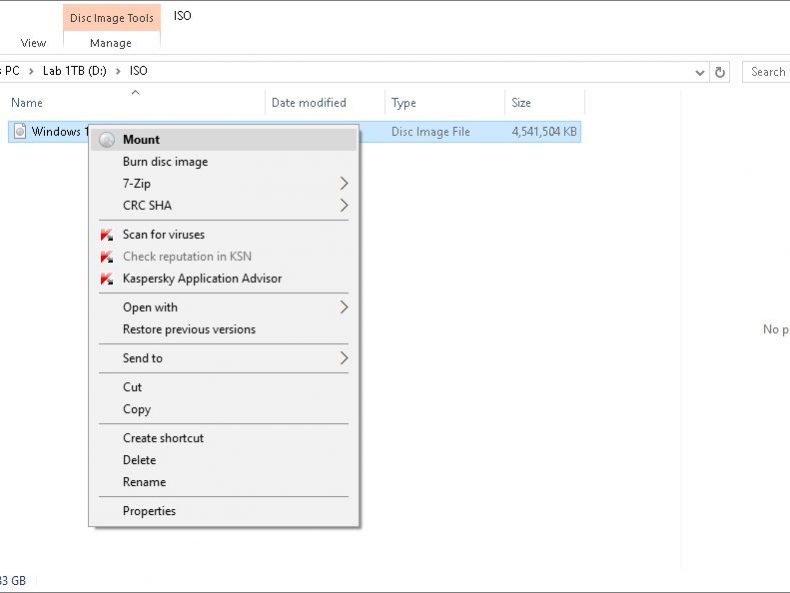 Disc Image Tools ISO
View Manage
PC › Lab 1TB (D:) › ISO Search
Name Date modified Type Size
Windows Disc Image File 4,541,504 KB
Mount
Burn disc image
7-Zip
CRC SHA
Scan for viruses
Check reputation in KSN
Kaspersky Application Advisor
Open with
Restore previous versions
No p
Send to
Cut
Copy
Create shortcut
Delete
Rename
Properties
33 GB